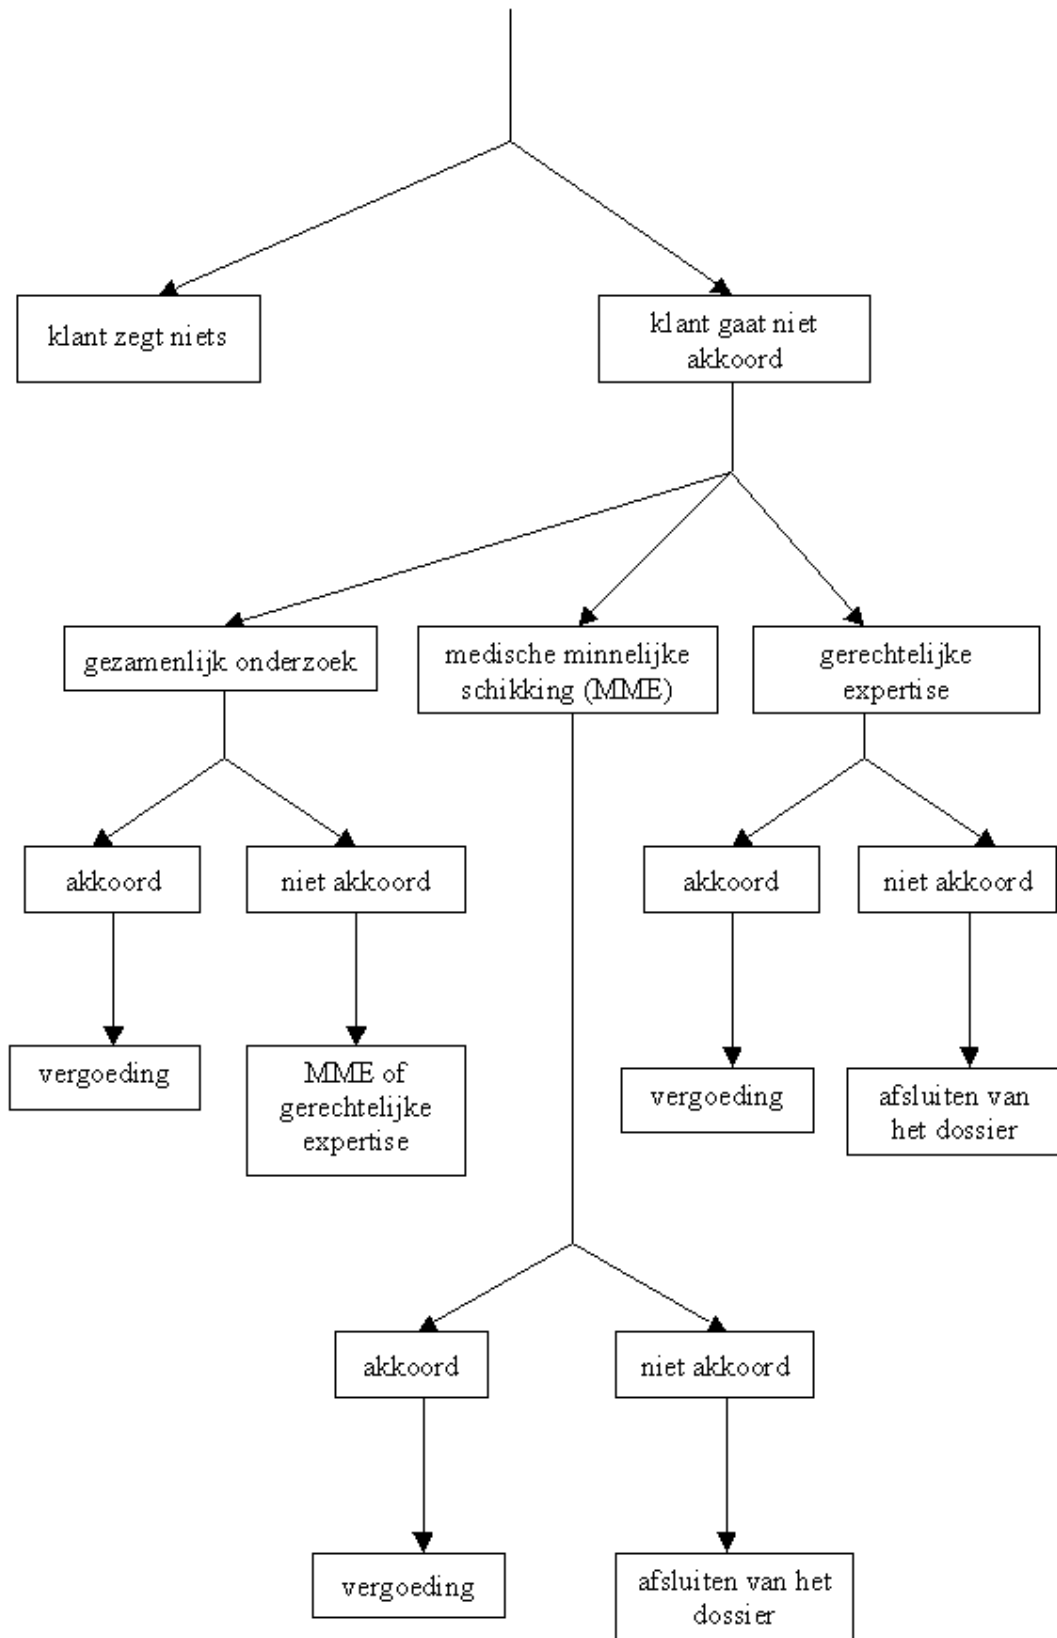 klant zegt niets
klant gaat niet
akkoord
gezamenlijk onderzoek
medische minnelijke
schikking (MME)
gerechtelijke
expertise
akkoord
niet akkoord
akkoord
niet akkoord
vergoeding
MME of
gerechtelijke
expertise
vergoeding
afsluiten van
het dossier
akkoord
niet akkoord
vergoeding
afsluiten van het
dossier